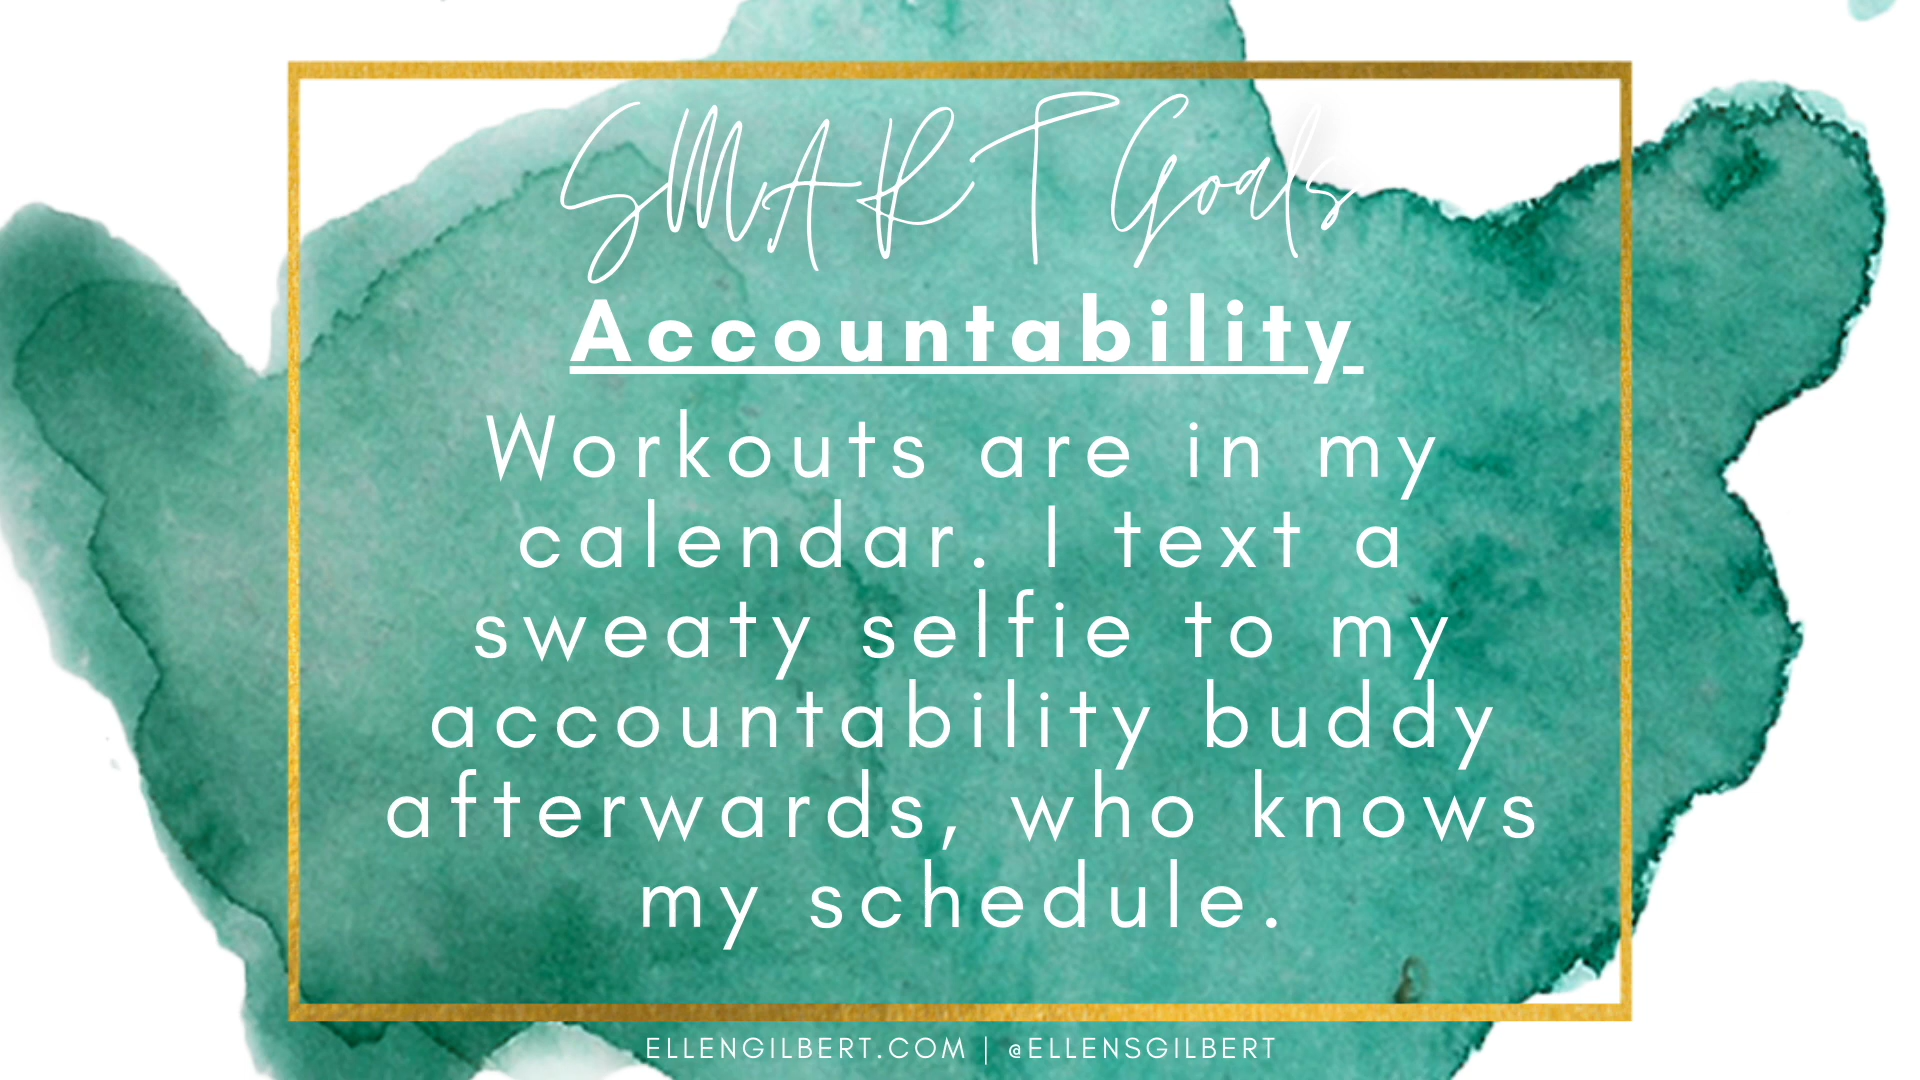 SMART Goals
Accountability
Workouts are in my
calendar. I text a
sweaty selfie to my
accountability buddy
afterwards, who knows
my schedule.
ELLENGILBERT.COM | @ELLENSGILBERT